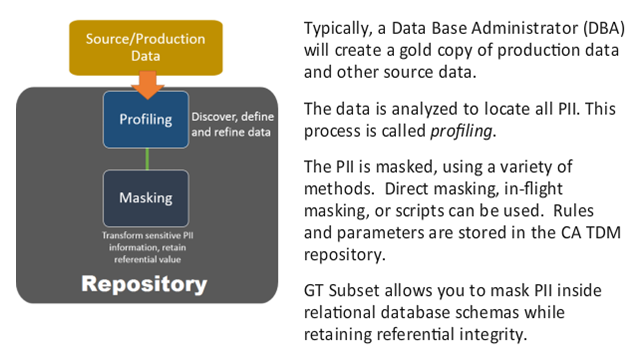 Source/Production
Data
Profiling
Discover, define
and refine data
Masking
Transform sensitive PII
information, retain
referential value
Repository
Typically, a Data Base Administrator (DBA)
will create a gold copy of production data
and other source data.
The data is analyzed to locate all PII. This
process is called profiling.
The PII is masked, using a variety of
methods. Direct masking, in-flight
masking, or scripts can be used. Rules
and parameters are stored in the CA TDM
repository.
GT Subset allows you to mask PII inside
relational database schemas while
retaining referential integrity.